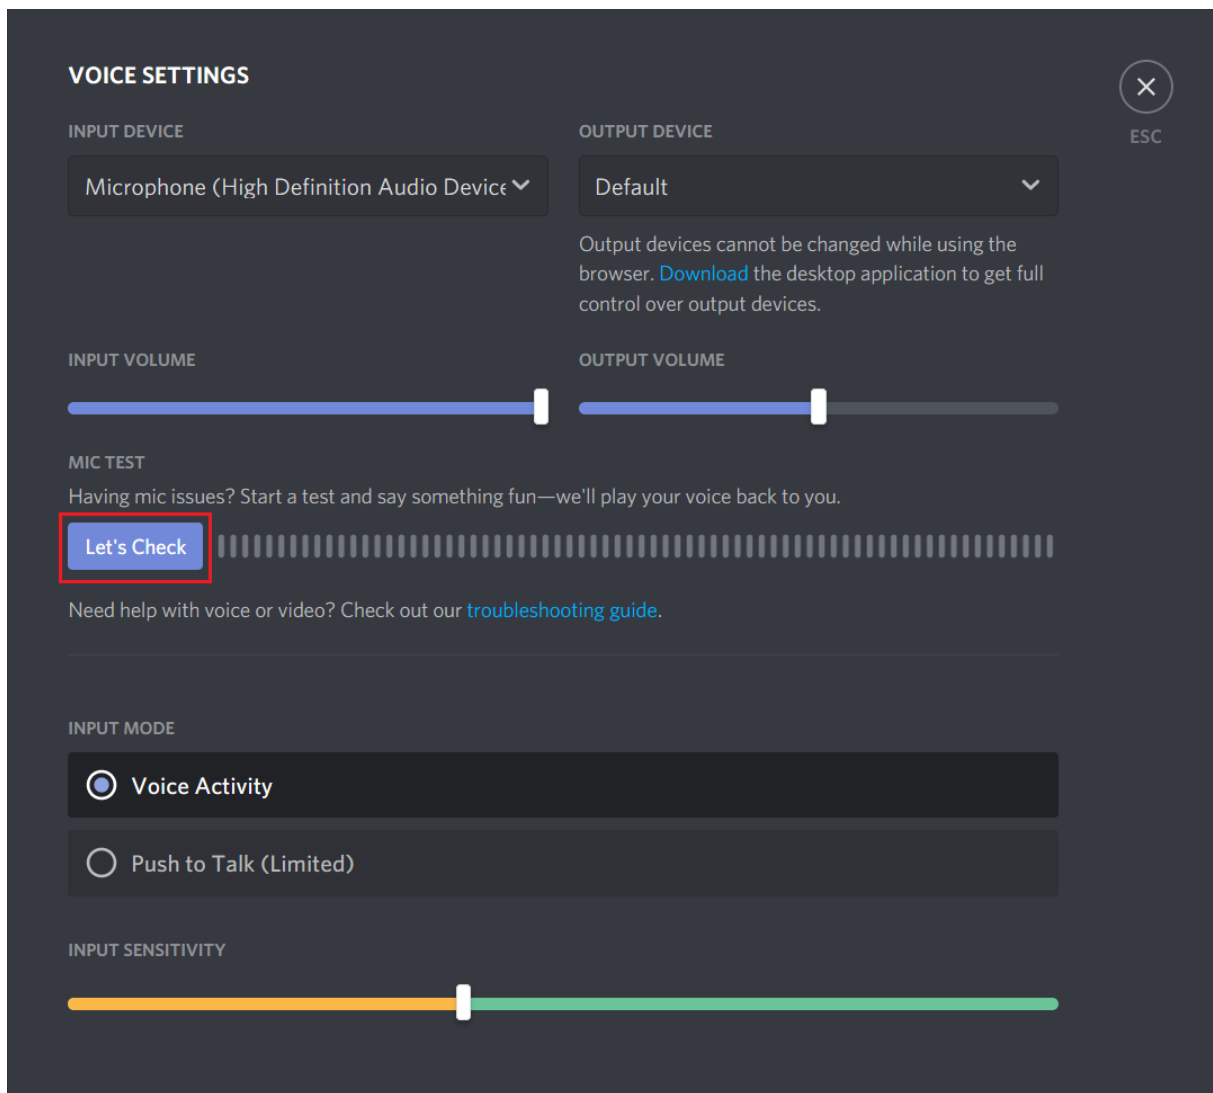 VOICE SETTINGS
ESC
INPUT DEVICE
Microphone (High Definition Audio Device
OUTPUT DEVICE
Default
Output devices cannot be changed while using the
browser. Download the desktop application to get full
control over output devices.
INPUT VOLUME
OUTPUT VOLUME
MIC TEST
Having mic issues? Start a test and say something fun—we'll play your voice back to you.
Let's Check
Need help with voice or video? Check out our troubleshooting guide.
INPUT MODE
Voice Activity
Push to Talk (Limited)
INPUT SENSITIVITY